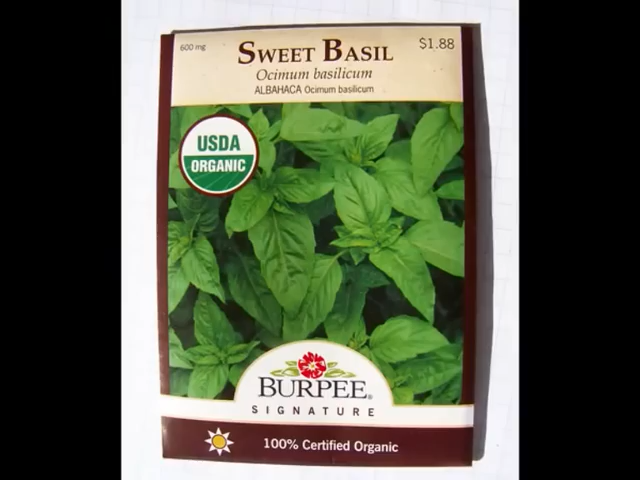 600 mg
SWEET BASIL
$1.88
Ocimum basilicum
ALBAHACA Ocimum basilicum
USDA
ORGANIC
BURPEE®
SIGNATURE
100% Certified Organic